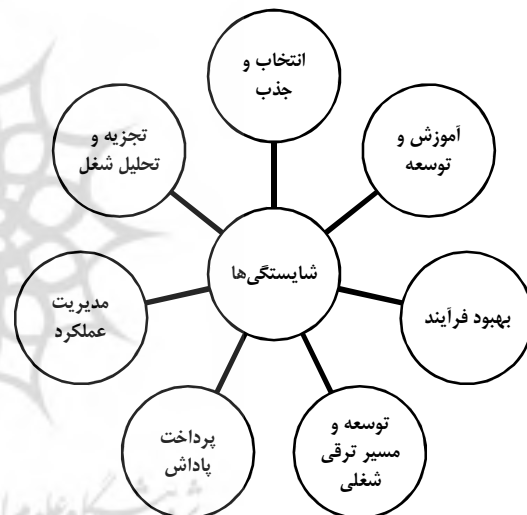 انتخاب و
جذب
آموزش و
توسعه
تجزیه و
تحلیل شغل
شایستگی‌ها
مدیریت
عملکرد
بهبود فرآیند
پرداخت
پاداش
توسعه و
مسیر ترقی
شغلی